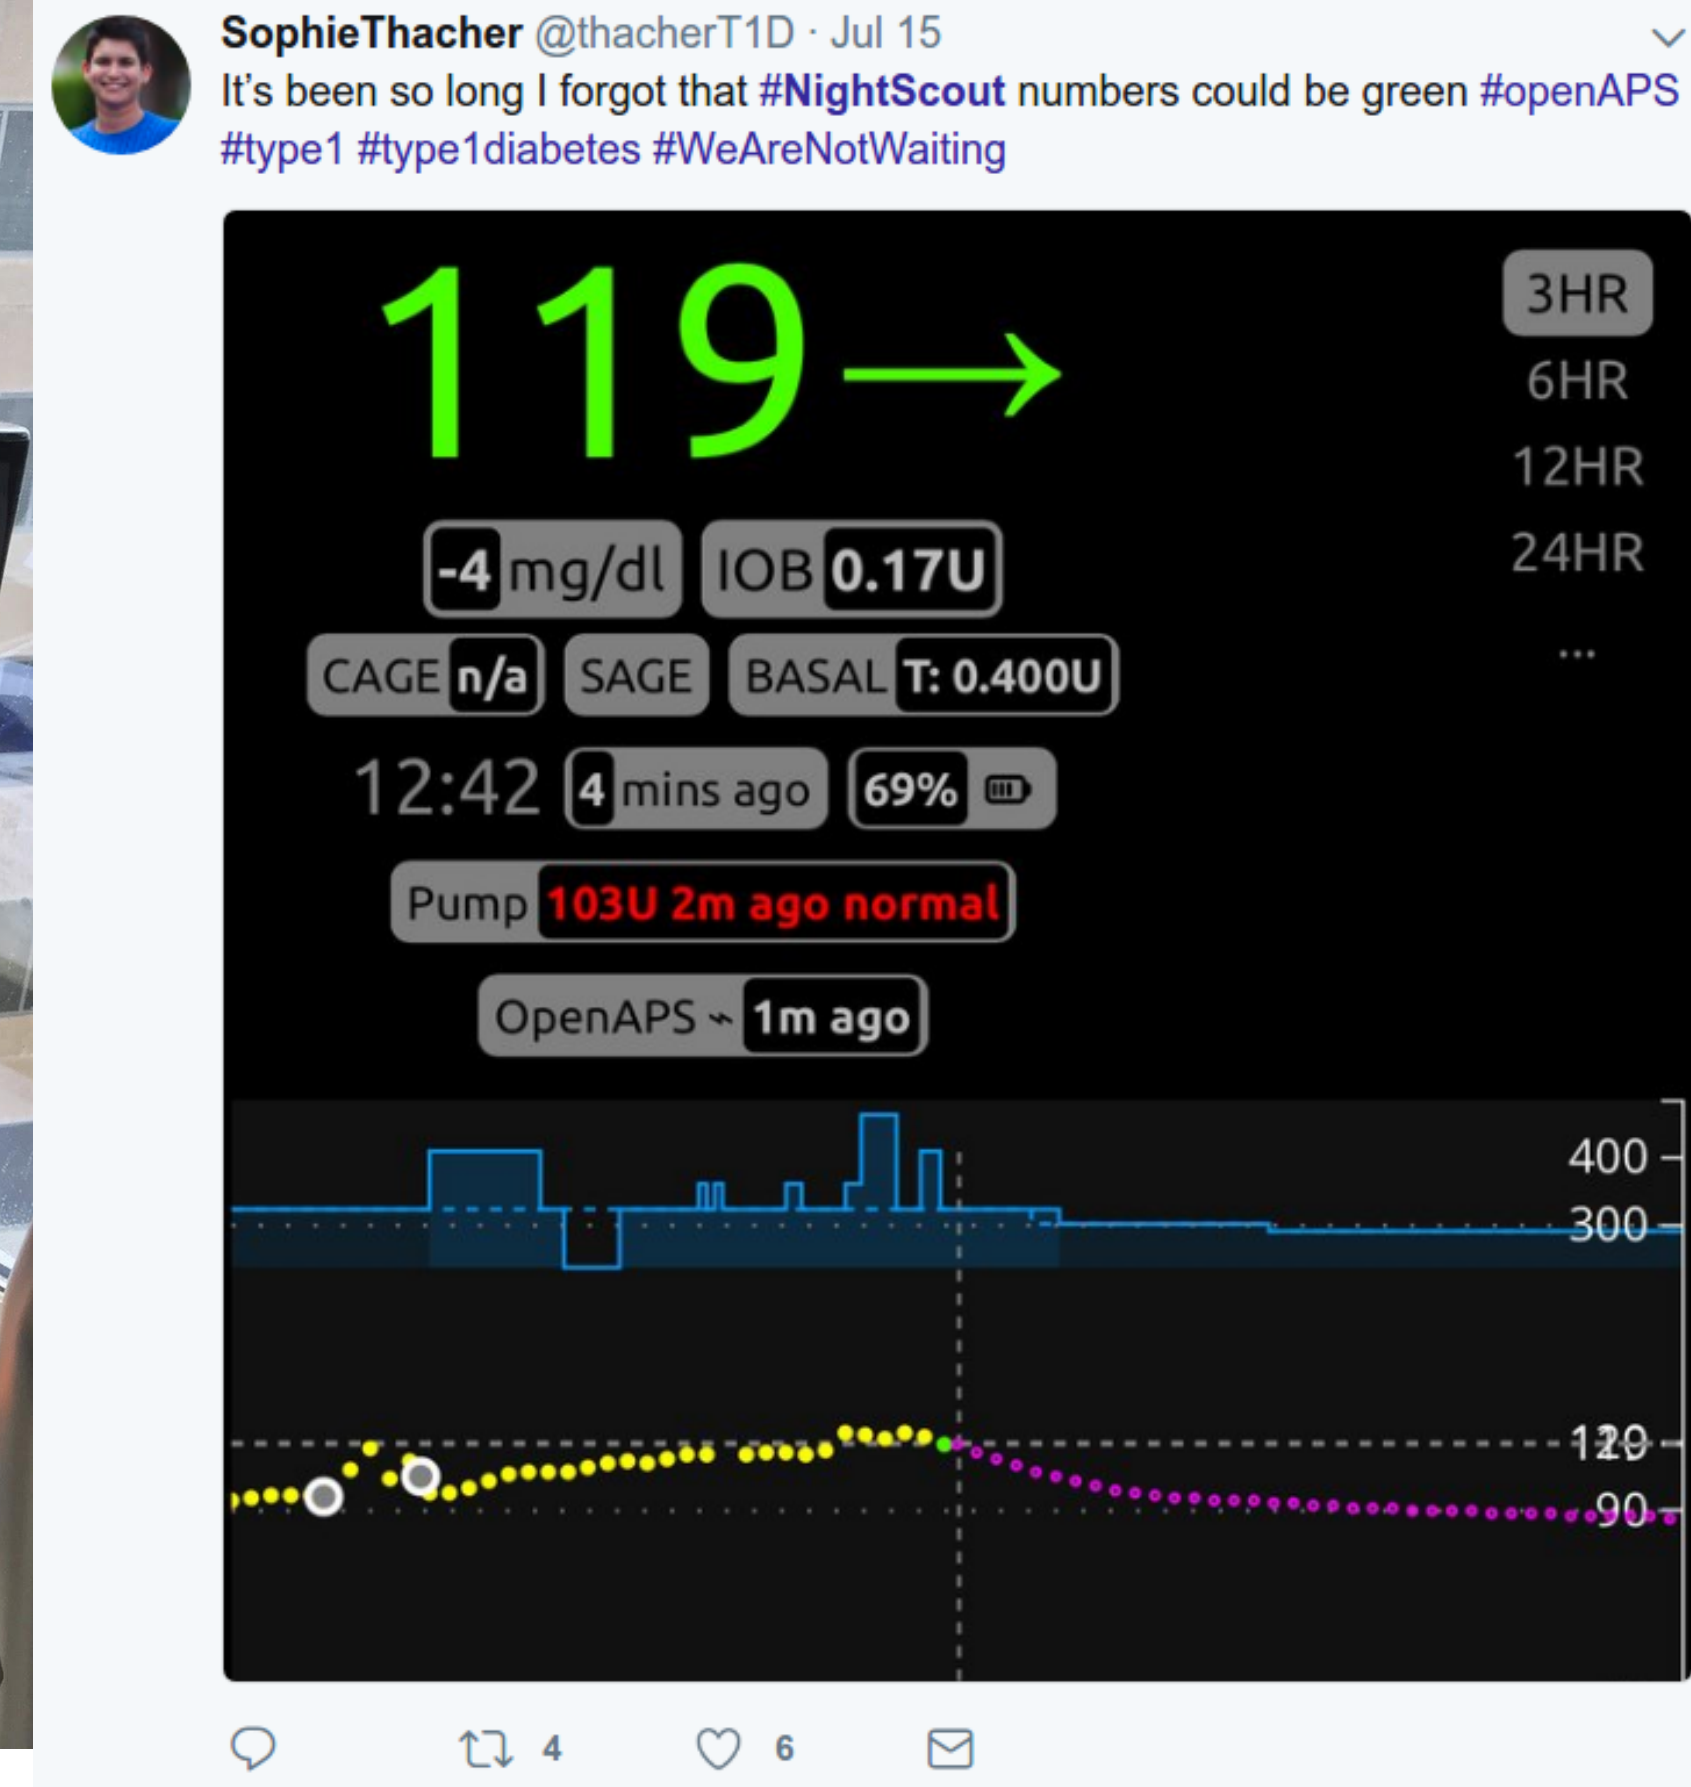 SophieThacher @thacherT1D · Jul 15
It's been so long I forgot that #NightScout numbers could be green #openAPS
#type1 #type1diabetes #WeAreNotWaiting
119→
3HR
6HR
12HR
24HR
...
-4 mg/dl IOB 0.17U
CAGE n/a SAGE BASAL T: 0.400U
12:42 4 mins ago 69%
Pump 103U 2m ago normal
OpenAPS ⌁ 1m ago
400
300
120
90
4 6